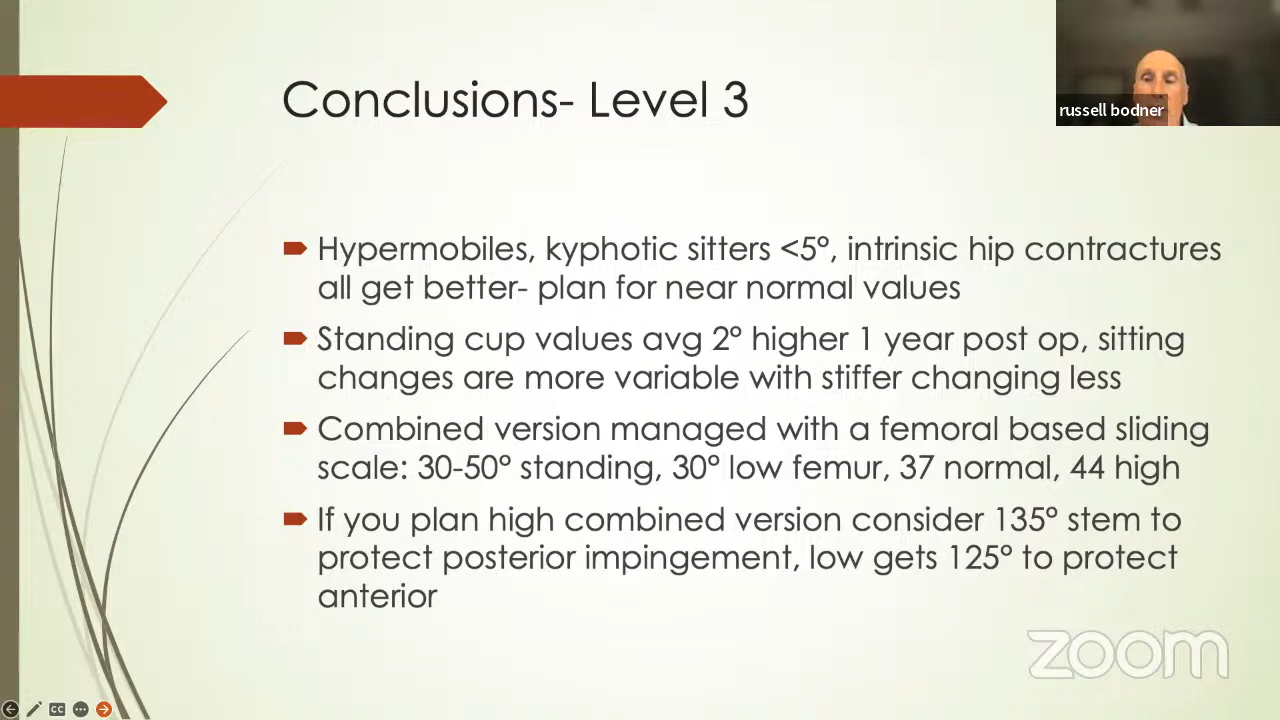 Conclusions- Level 3
russell bodner
Hypermobiles, kyphotic sitters <5°, intrinsic hip contractures
all get better- plan for near normal values
Standing cup values avg 2° higher 1 year post op, sitting
changes are more variable with stiffer changing less
Combined version managed with a femoral based sliding
scale: 30-50° standing, 30° low femur, 37 normal, 44 high
If you plan high combined version consider 135° stem to
protect posterior impingement, low gets 125° to protect
anterior
zoom
CC